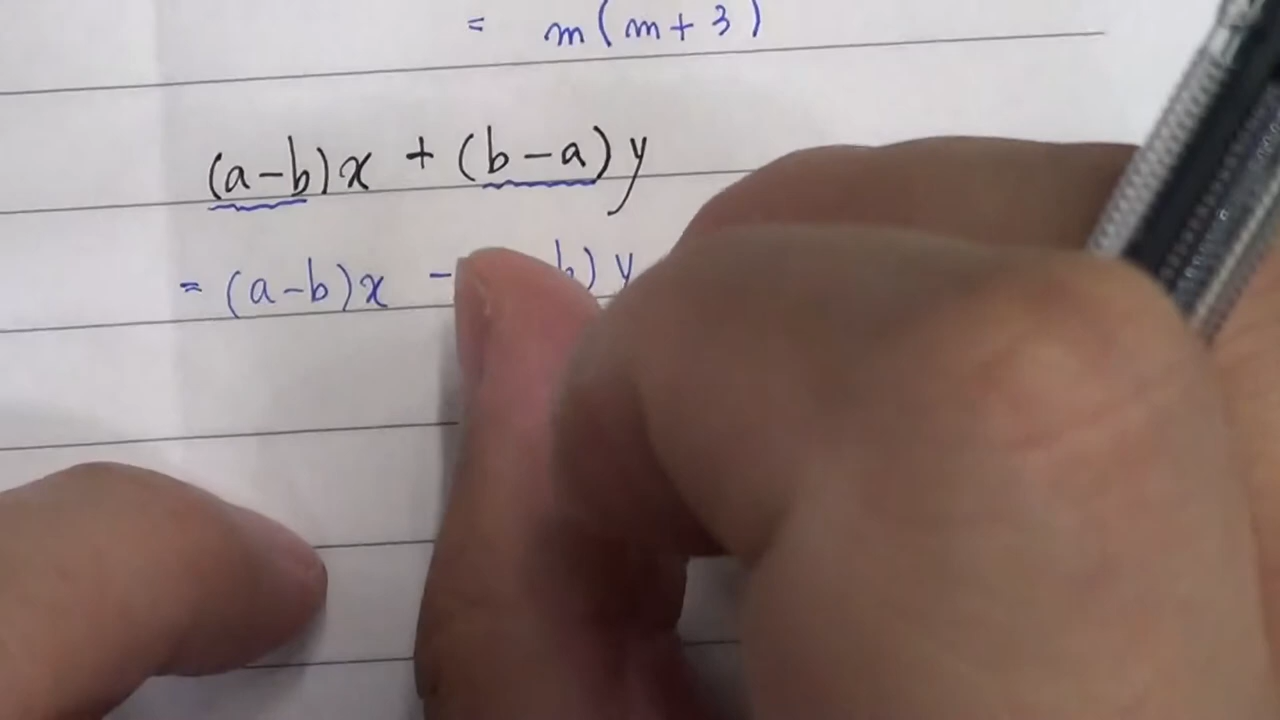 = m(m+3)
(a-b)x + (b-a)y
= (a-b)x - b)y